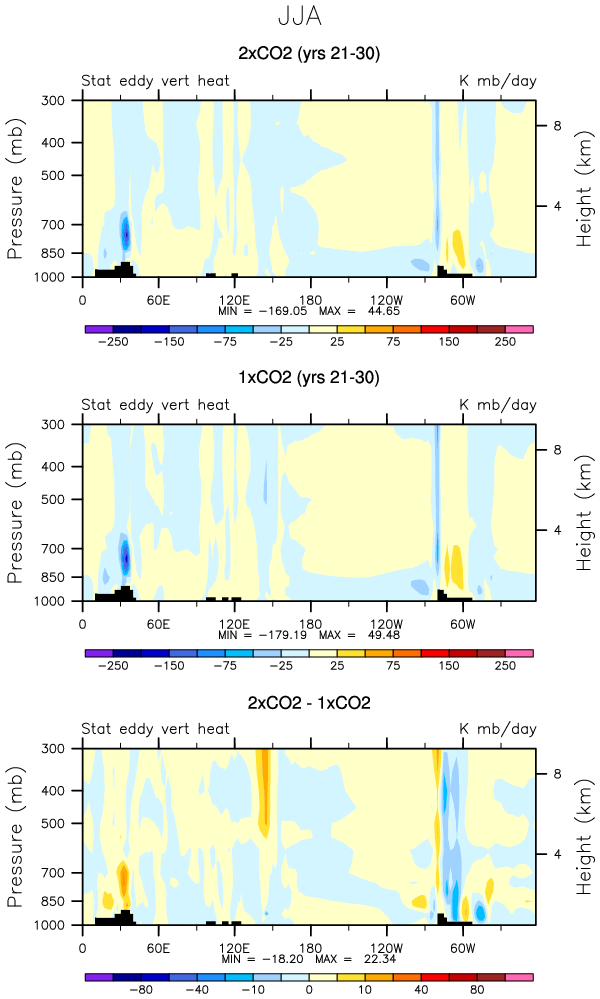 JJA
2xCO2 (yrs 21-30)
Stat eddy vert heat K mb/day
300
400
500
700
850
1000
Pressure (mb)
8
4
Height (km)
0 60E 120E 180 120W 60W
MIN = −169.05 MAX = 44.65
−250 −150 −75 −25 25 75 150 250
1xCO2 (yrs 21-30)
Stat eddy vert heat K mb/day
300
400
500
700
850
1000
Pressure (mb)
8
4
Height (km)
0 60E 120E 180 120W 60W
MIN = −179.19 MAX = 49.48
−250 −150 −75 −25 25 75 150 250
2xCO2 - 1xCO2
Stat eddy vert heat K mb/day
300
400
500
700
850
1000
Pressure (mb)
8
4
Height (km)
0 60E 120E 180 120W 60W
MIN = −18.20 MAX = 22.34
−80 −40 −10 0 10 40 80